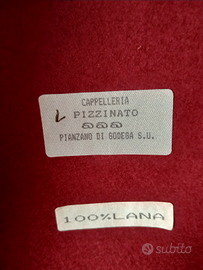 CAPPELLERIA
PIZZINATO
PIANZANO DI GODEGA S.U.
100%LANA
subito